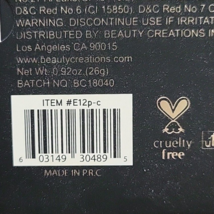 D&C Red No 6 (CI 15850), D&C Red No 7 C
WARNING: DISCONTINUE USE IF IRRITAT
DISTRIBUTED BY: BEAUTY CREATIONS IN
Los Angeles CA 90015
www.beautycreations.com
Net Wt. 0.92oz (26g)
BATCH NO: BC18040
ITEM #E12p-c
6 03149 30489 5
MADE IN P.R.C
cruelty
free